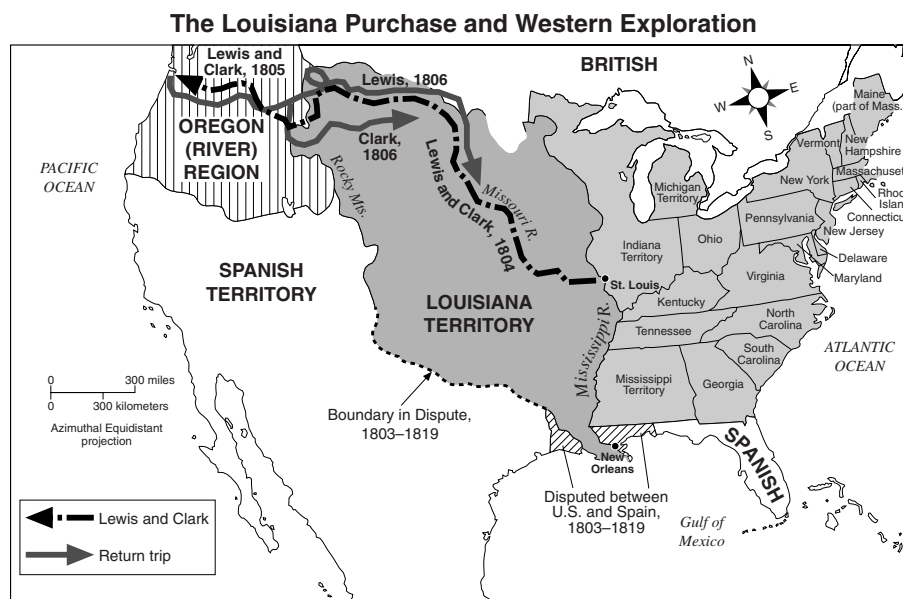 The Louisiana Purchase and Western Exploration
Lewis and
Clark, 1805
Lewis, 1806
BRITISH
N
E
W
S
Maine
(part of Mass.)
OREGON
(RIVER)
REGION
Clark,
1806
PACIFIC
OCEAN
Rocky Mts.
Lewis and Clark, 1804
Missouri R.
Vermont
New
Hampshire
Massachuset
Rhod
Islan
Connecticu
New York
Michigan
Territory
Pennsylvania
New Jersey
Delaware
Maryland
Indiana
Territory
Ohio
Virginia
SPANISH
TERRITORY
St. Louis
Kentucky
LOUISIANA
TERRITORY
North
Carolina
Tennessee
South
Carolina
ATLANTIC
OCEAN
Mississippi R.
Mississippi
Territory
Georgia
0 300 miles
0 300 kilometers
Azimuthal Equidistant
projection
Boundary in Dispute,
1803–1819
SPANISH
New
Orleans
Disputed between
U.S. and Spain,
1803–1819
Gulf of
Mexico
Lewis and Clark
Return trip